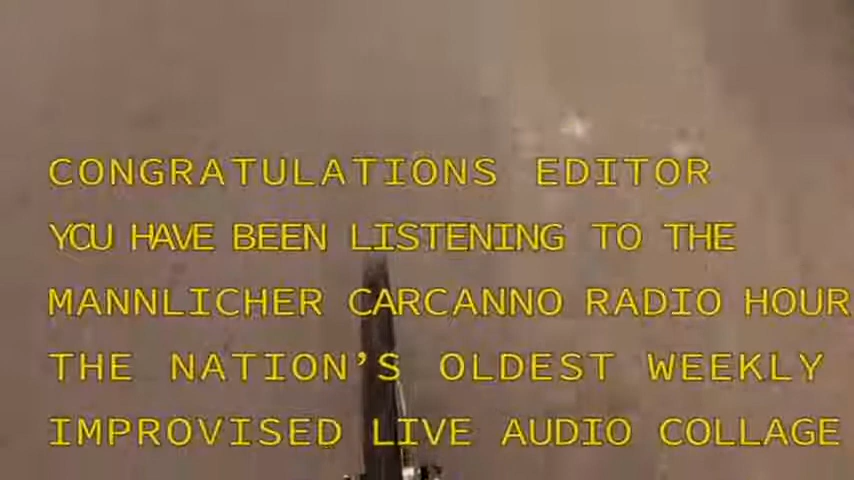 CONGRATULATIONS EDITOR
YOU HAVE BEEN LISTENING TO THE
MANNLICHER CARCANNO RADIO HOUR
THE NATION’S OLDEST WEEKLY
IMPROVISED LIVE AUDIO COLLAGE